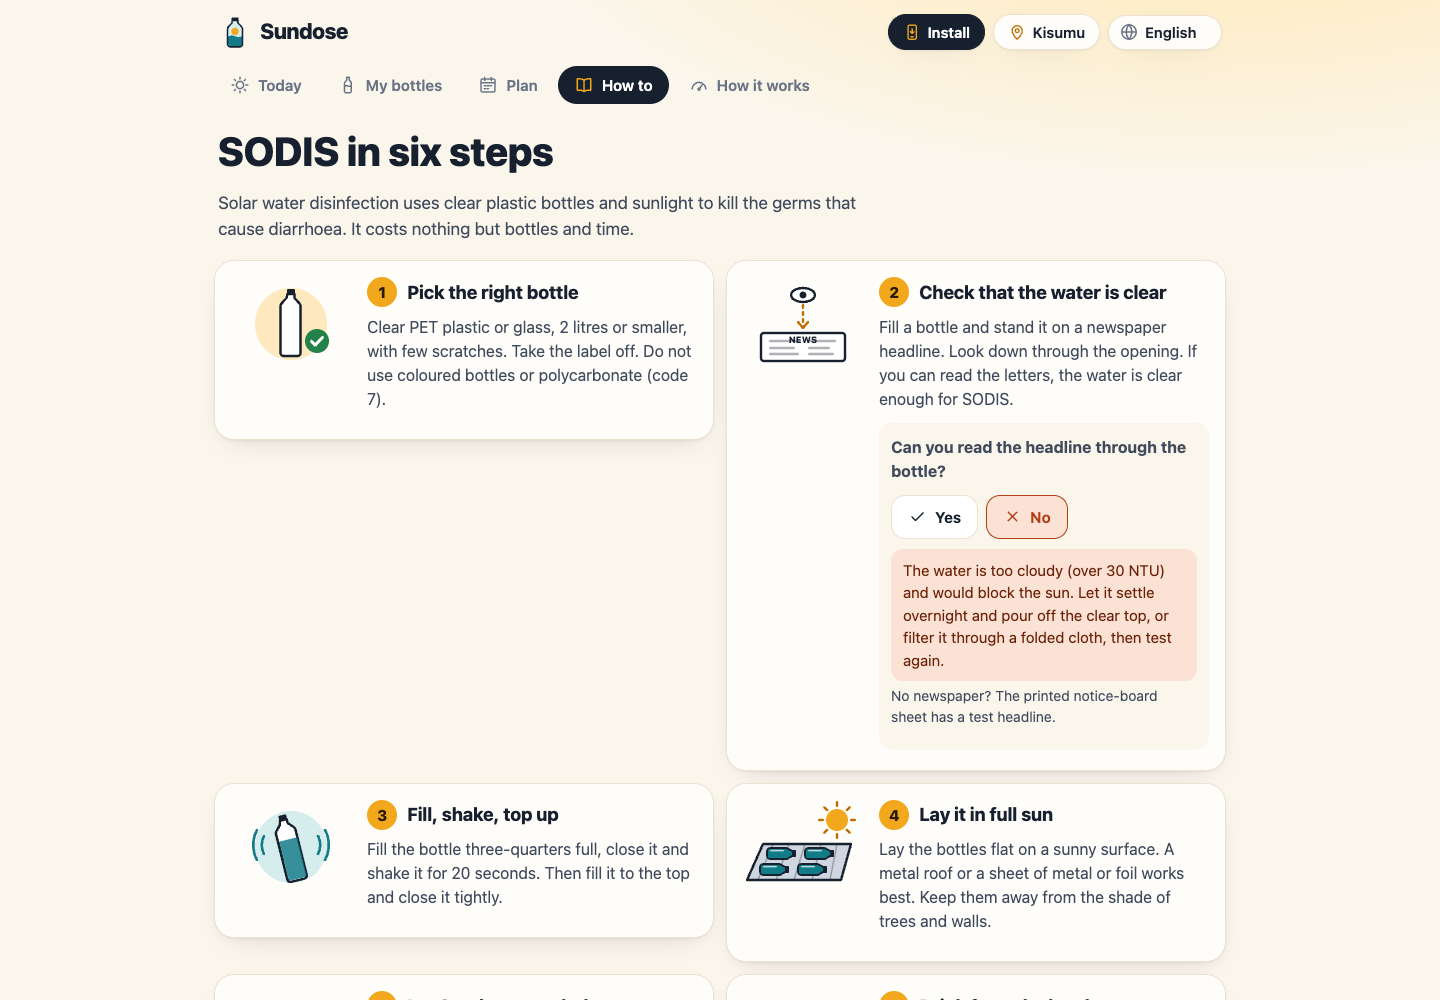 Sundose
Install
Kisumu
English
Today
My bottles
Plan
How to
How it works
SODIS in six steps
Solar water disinfection uses clear plastic bottles and sunlight to kill the germs that
cause diarrhoea. It costs nothing but bottles and time.
1 Pick the right bottle
Clear PET plastic or glass, 2 litres or smaller,
with few scratches. Take the label off. Do not
use coloured bottles or polycarbonate (code
7).
NEWS
2 Check that the water is clear
Fill a bottle and stand it on a newspaper
headline. Look down through the opening. If
you can read the letters, the water is clear
enough for SODIS.
Can you read the headline through the
bottle?
Yes
No
The water is too cloudy (over 30 NTU)
and would block the sun. Let it settle
overnight and pour off the clear top, or
filter it through a folded cloth, then test
again.
No newspaper? The printed notice-board
sheet has a test headline.
3 Fill, shake, top up
Fill the bottle three-quarters full, close it and
shake it for 20 seconds. Then fill it to the top
and close it tightly.
4 Lay it in full sun
Lay the bottles flat on a sunny surface. A
metal roof or a sheet of metal or foil works
best. Keep them away from the shade of
trees and walls.